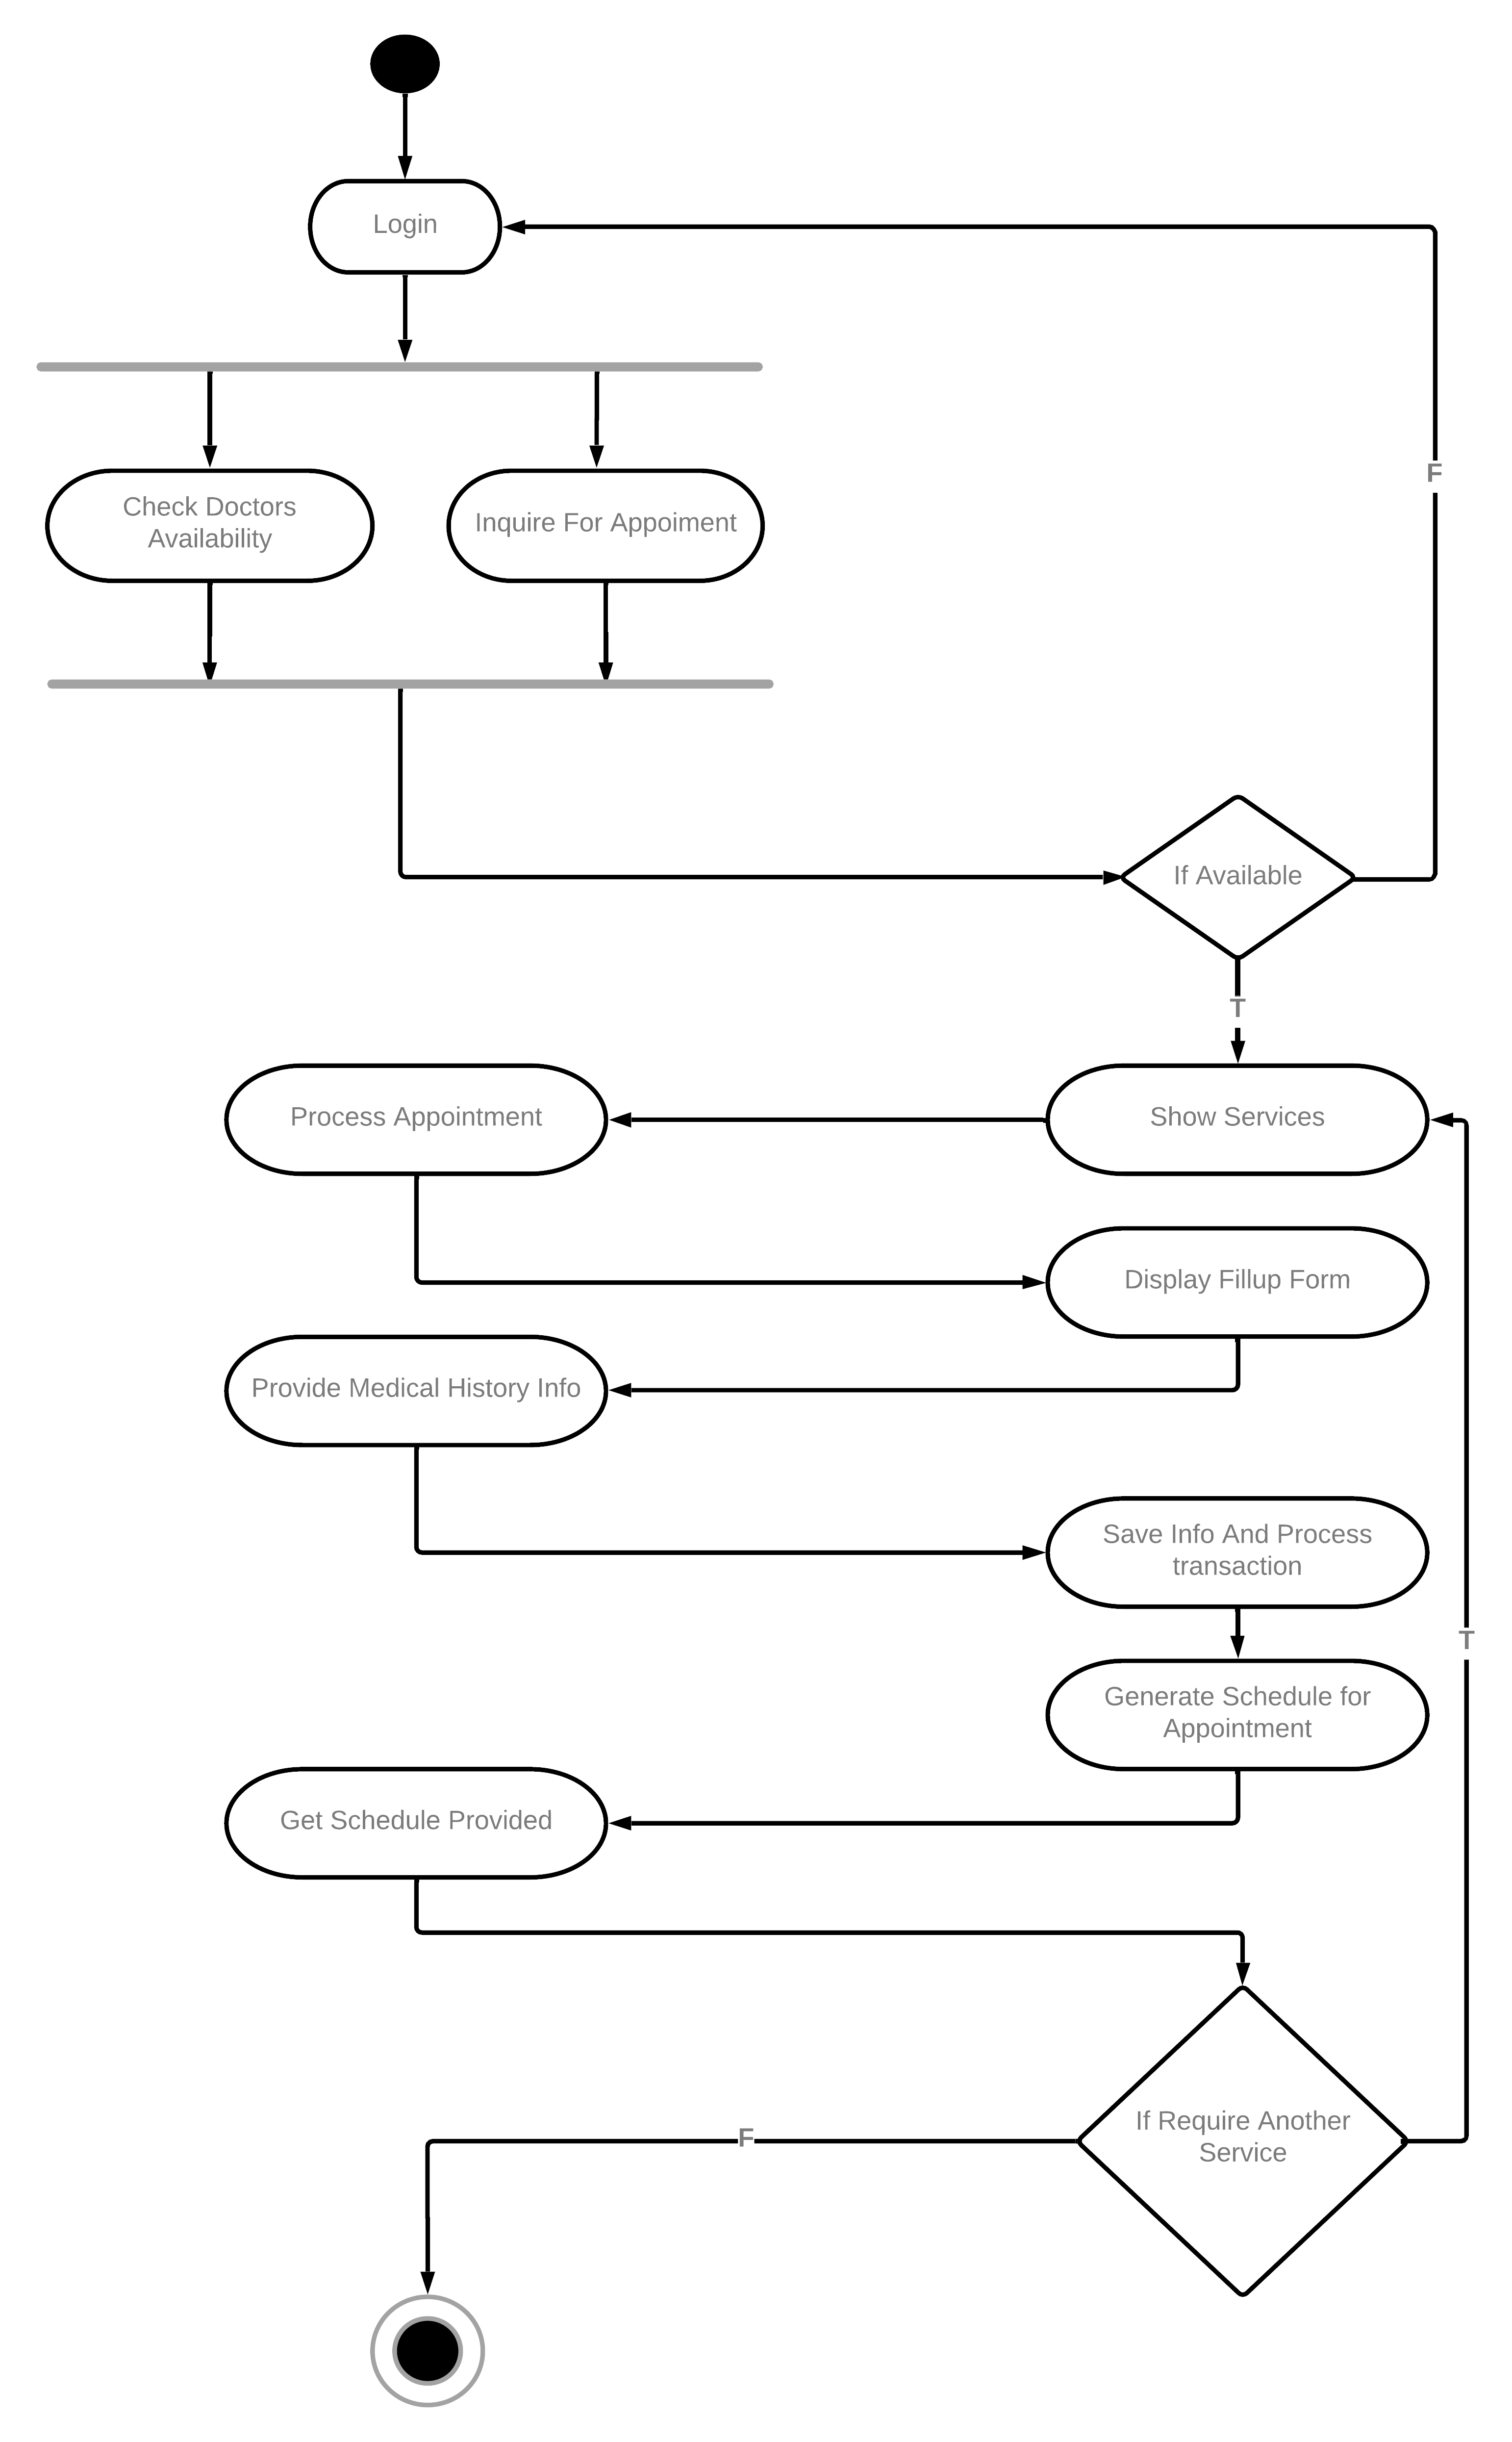 Login
F
Check Doctors
Availability
Inquire For Appoiment
If Available
T
Process Appointment
Show Services
Display Fillup Form
Provide Medical History Info
Save Info And Process
transaction
T
Generate Schedule for
Appointment
Get Schedule Provided
If Require Another
Service
F